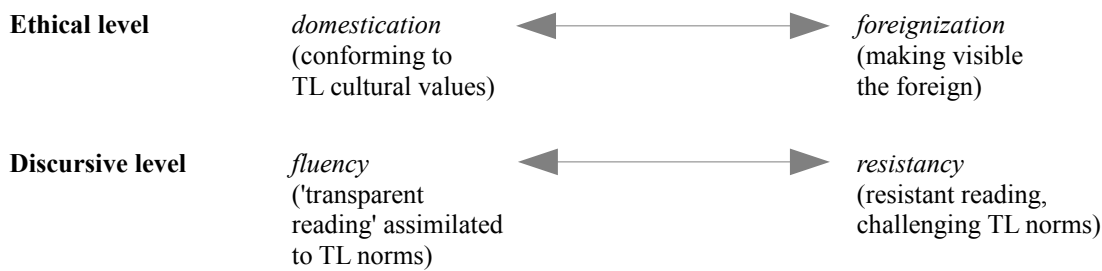 Ethical level domestication foreignization
(conforming to (making visible
TL cultural values) the foreign)
Discursive level fluency resistancy
('transparent (resistant reading,
reading' assimilated challenging TL norms)
to TL norms)